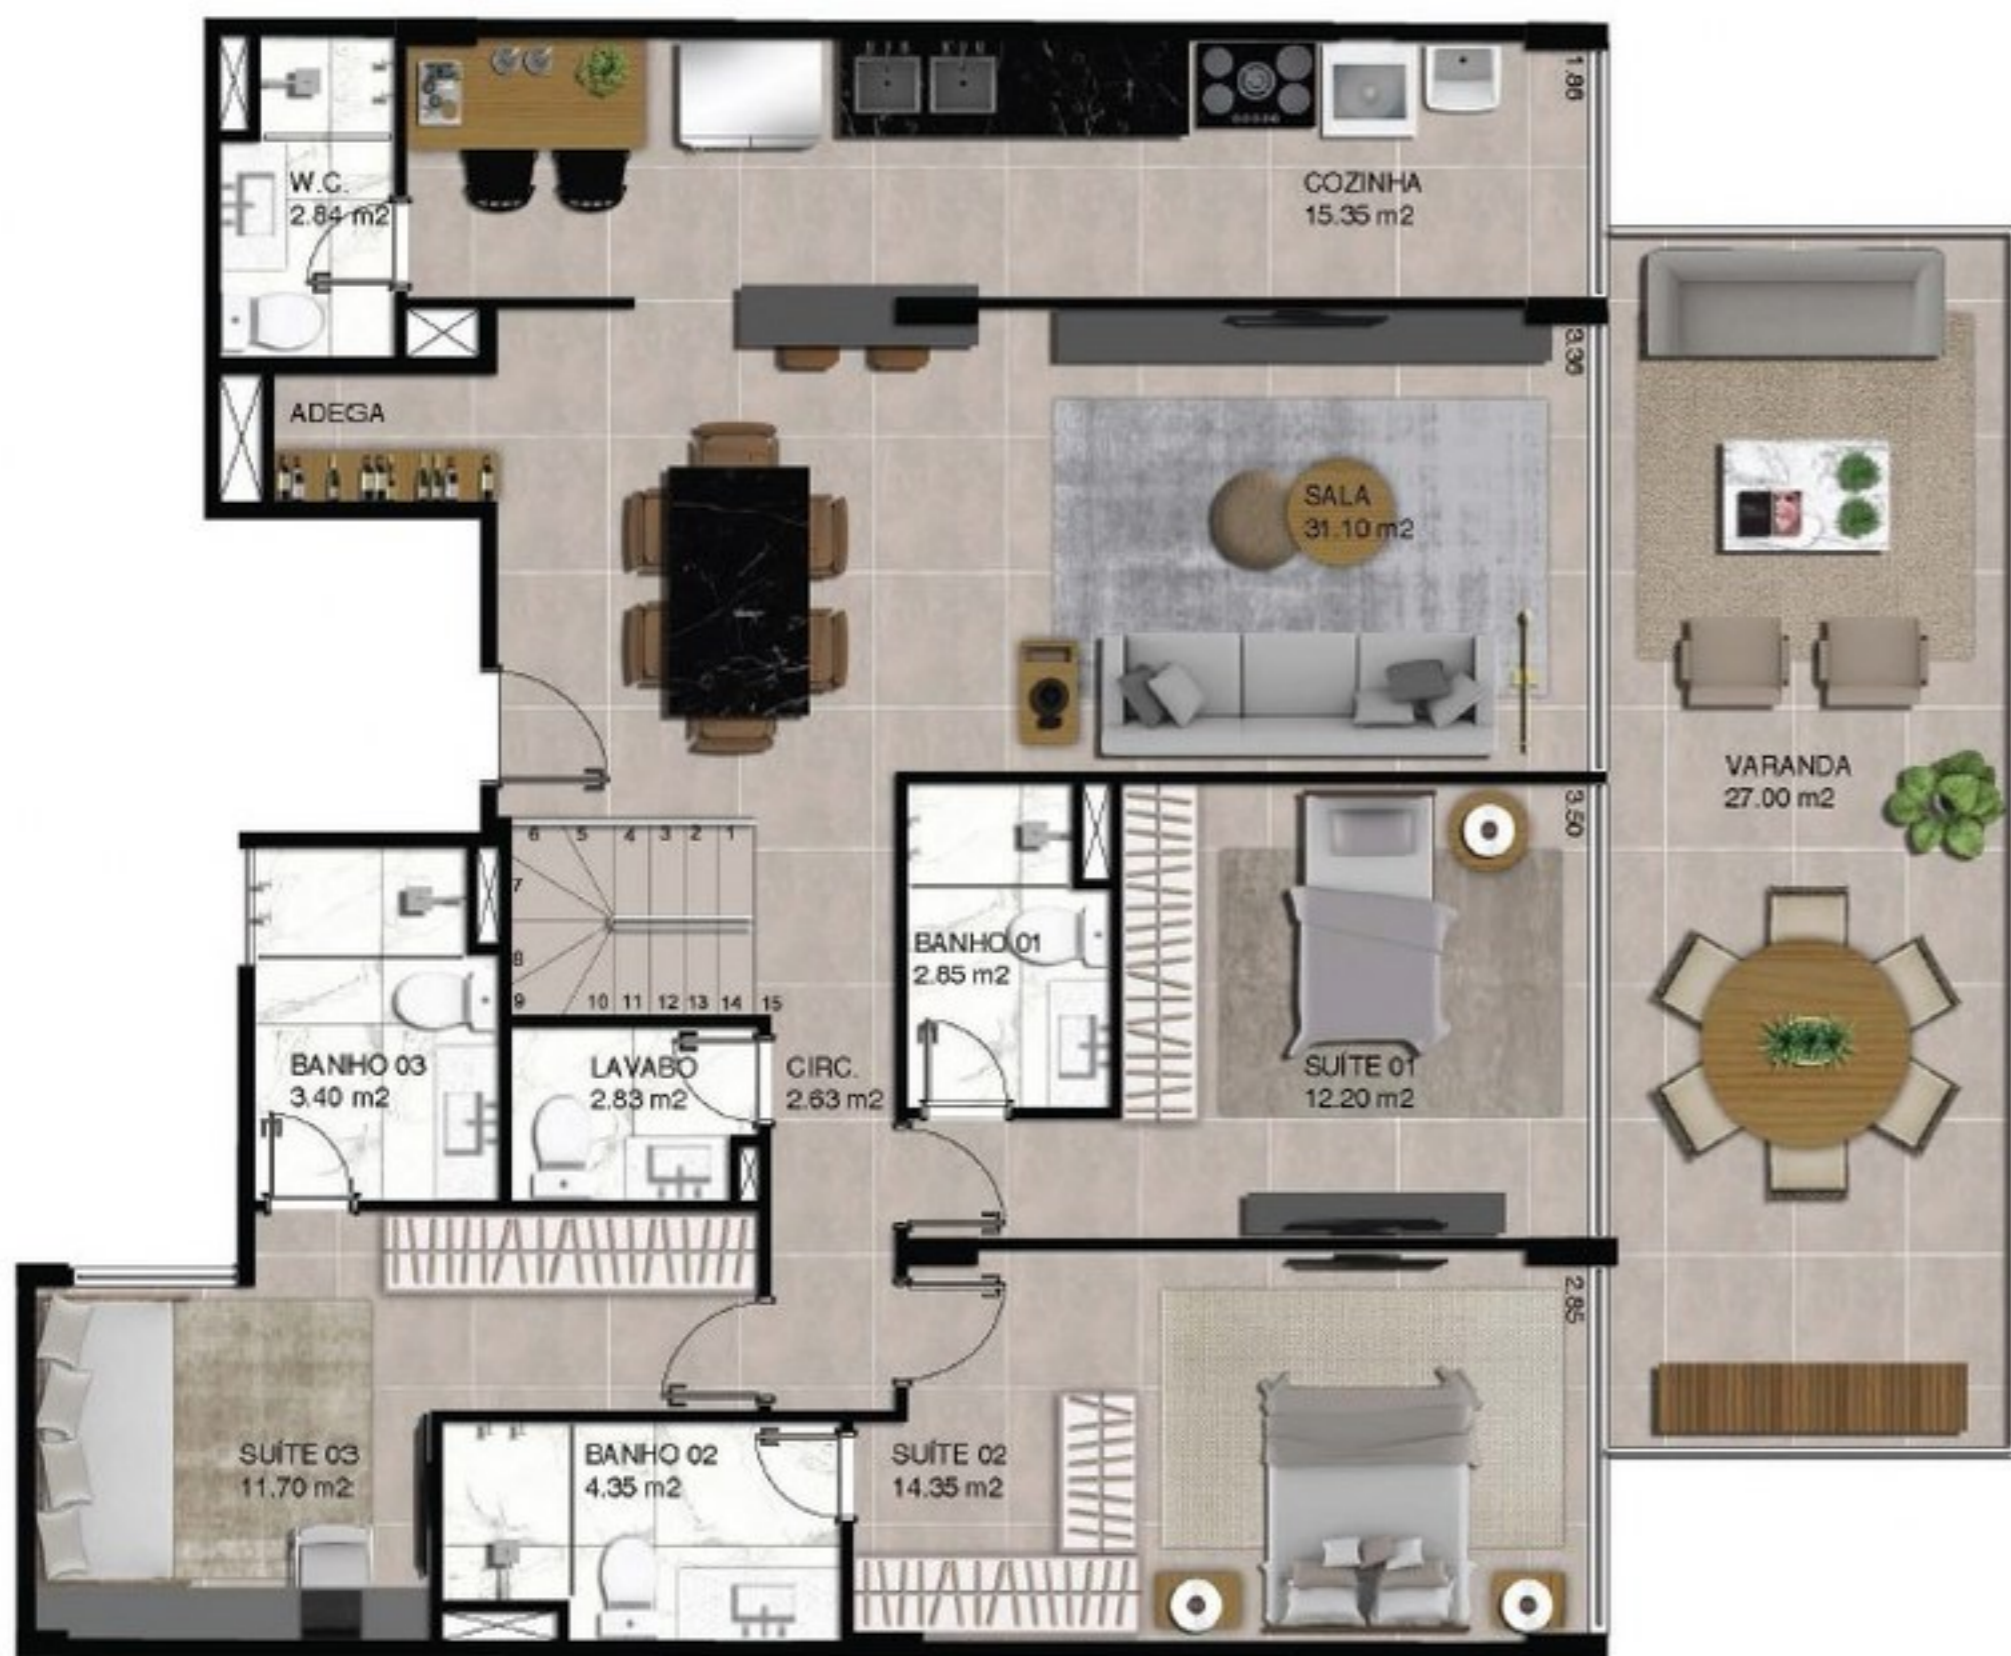 1.86
W.C.
2.84 m2
COZINHA
15.35 m2
3.36
ADEGA
SALA
31.10 m2
VARANDA
27.00 m2
3.50
6 5 4 3 2 1
7
8
9 10 11 12 13 14 15
BANHO 01
2.85 m2
BANHO 03
3.40 m2
LAVABO
2.83 m2
CIRC.
2.63 m2
SUÍTE 01
12.20 m2
2.85
SUÍTE 03
11.70 m2
BANHO 02
4.35 m2
SUÍTE 02
14.35 m2